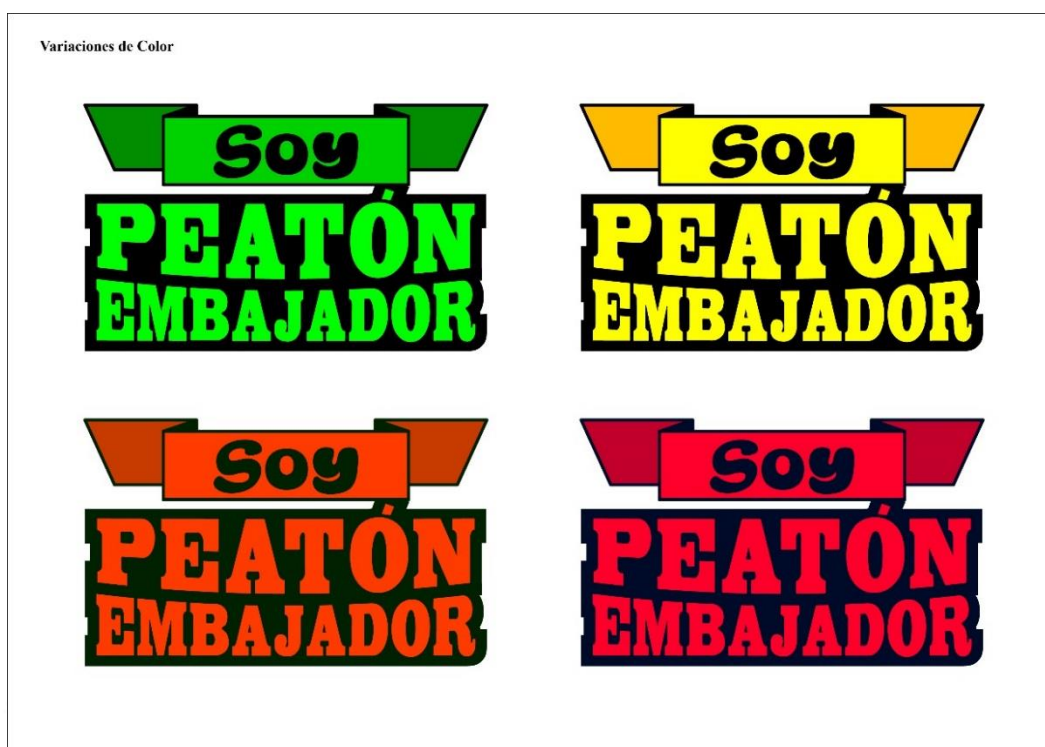 Variaciones de Color
Soy
PEATÓN
EMBAJADOR
Soy
PEATÓN
EMBAJADOR
Soy
PEATÓN
EMBAJADOR
Soy
PEATÓN
EMBAJADOR